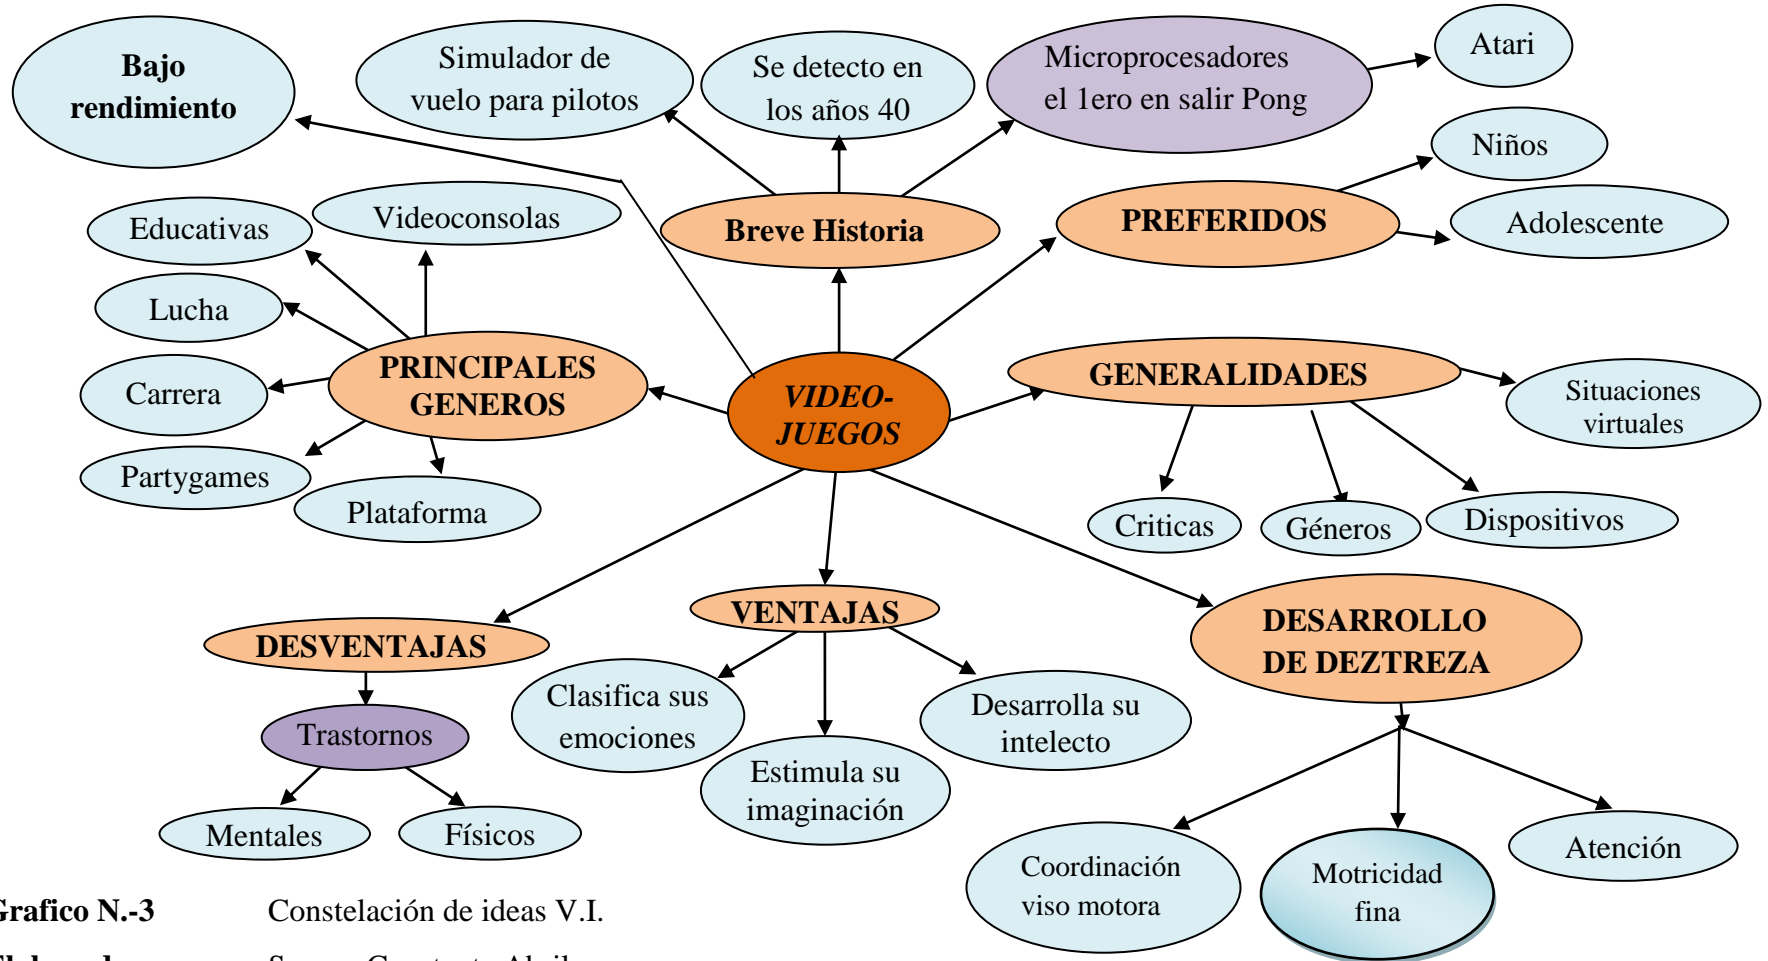 Bajo
rendimiento
Simulador de
vuelo para pilotos
Se detecto en
los años 40
Microprocesadores
el 1ero en salir Pong
Atari
Niños
Adolescente
PREFERIDOS
Breve Historia
Educativas
Videoconsolas
Lucha
Carrera
Partygames
Plataforma
PRINCIPALES
GENEROS
VIDEO-
JUEGOS
GENERALIDADES
Situaciones
virtuales
Criticas
Géneros
Dispositivos
DESVENTAJAS
Trastornos
Mentales
Físicos
VENTAJAS
Clasifica sus
emociones
Estimula su
imaginación
Desarrolla su
intelecto
DESARROLLO
DE DEZTREZA
Coordinación
viso motora
Motricidad
fina
Atención
Grafico N.-3 Constelación de ideas V.I.